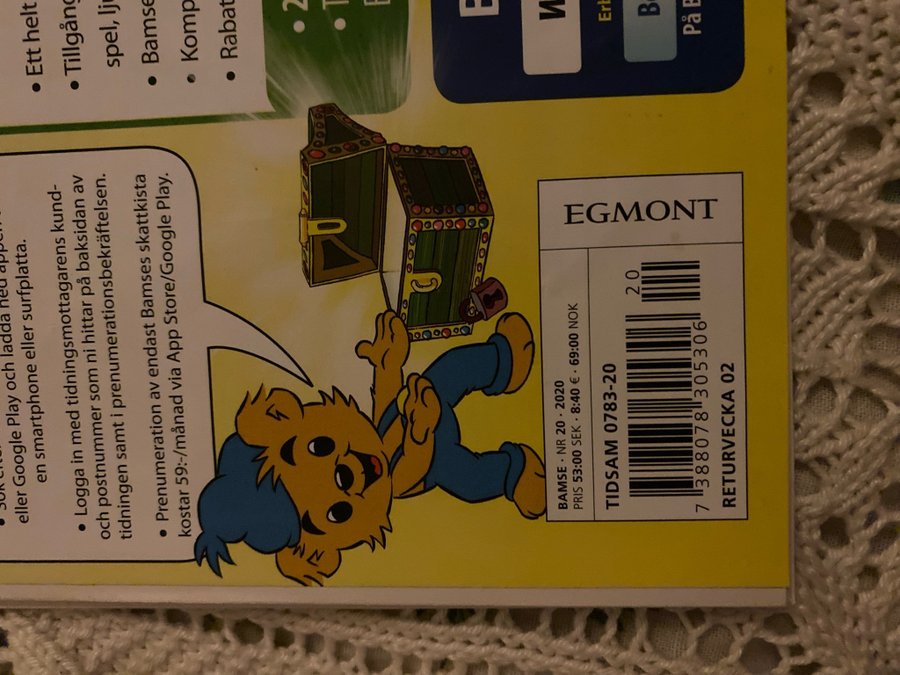 • Ett helt
• Tillgång
spel, lju
• Bamse
• Komp
• Rabat
• 2
• T
På B
eller Google Play och ladda ned appen
en smartphone eller surfplatta.
• Logga in med tidningsmottagarens kund-
och postnummer som ni hittar på baksidan av
tidningen samt i prenumerationsbekräftelsen.
• Prenumeration av endast Bamses skattkista
kostar 59:-/månad via App Store/Google Play.
EGMONT
BAMSE · NR 20 · 2020
PRIS 53:00 SEK · 8:40 € · 69:00 NOK
TIDSAM 0783-20
20
7 388078 305306
RETURVECKA 02